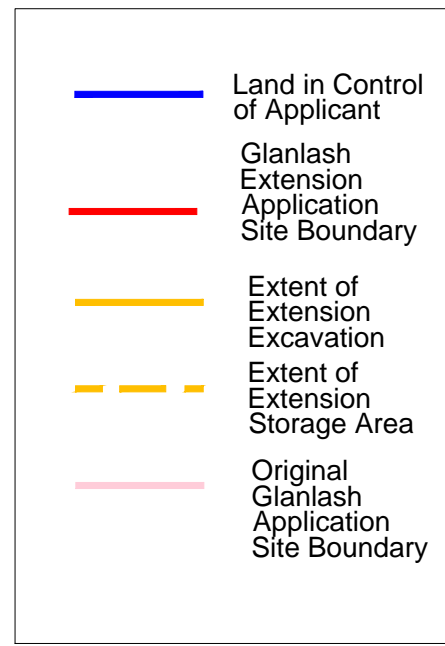 Land in Control
of Applicant
Glanlash
Extension
Application
Site Boundary
Extent of
Extension
Excavation
Extent of
Extension
Storage Area
Original
Glanlash
Application
Site Boundary